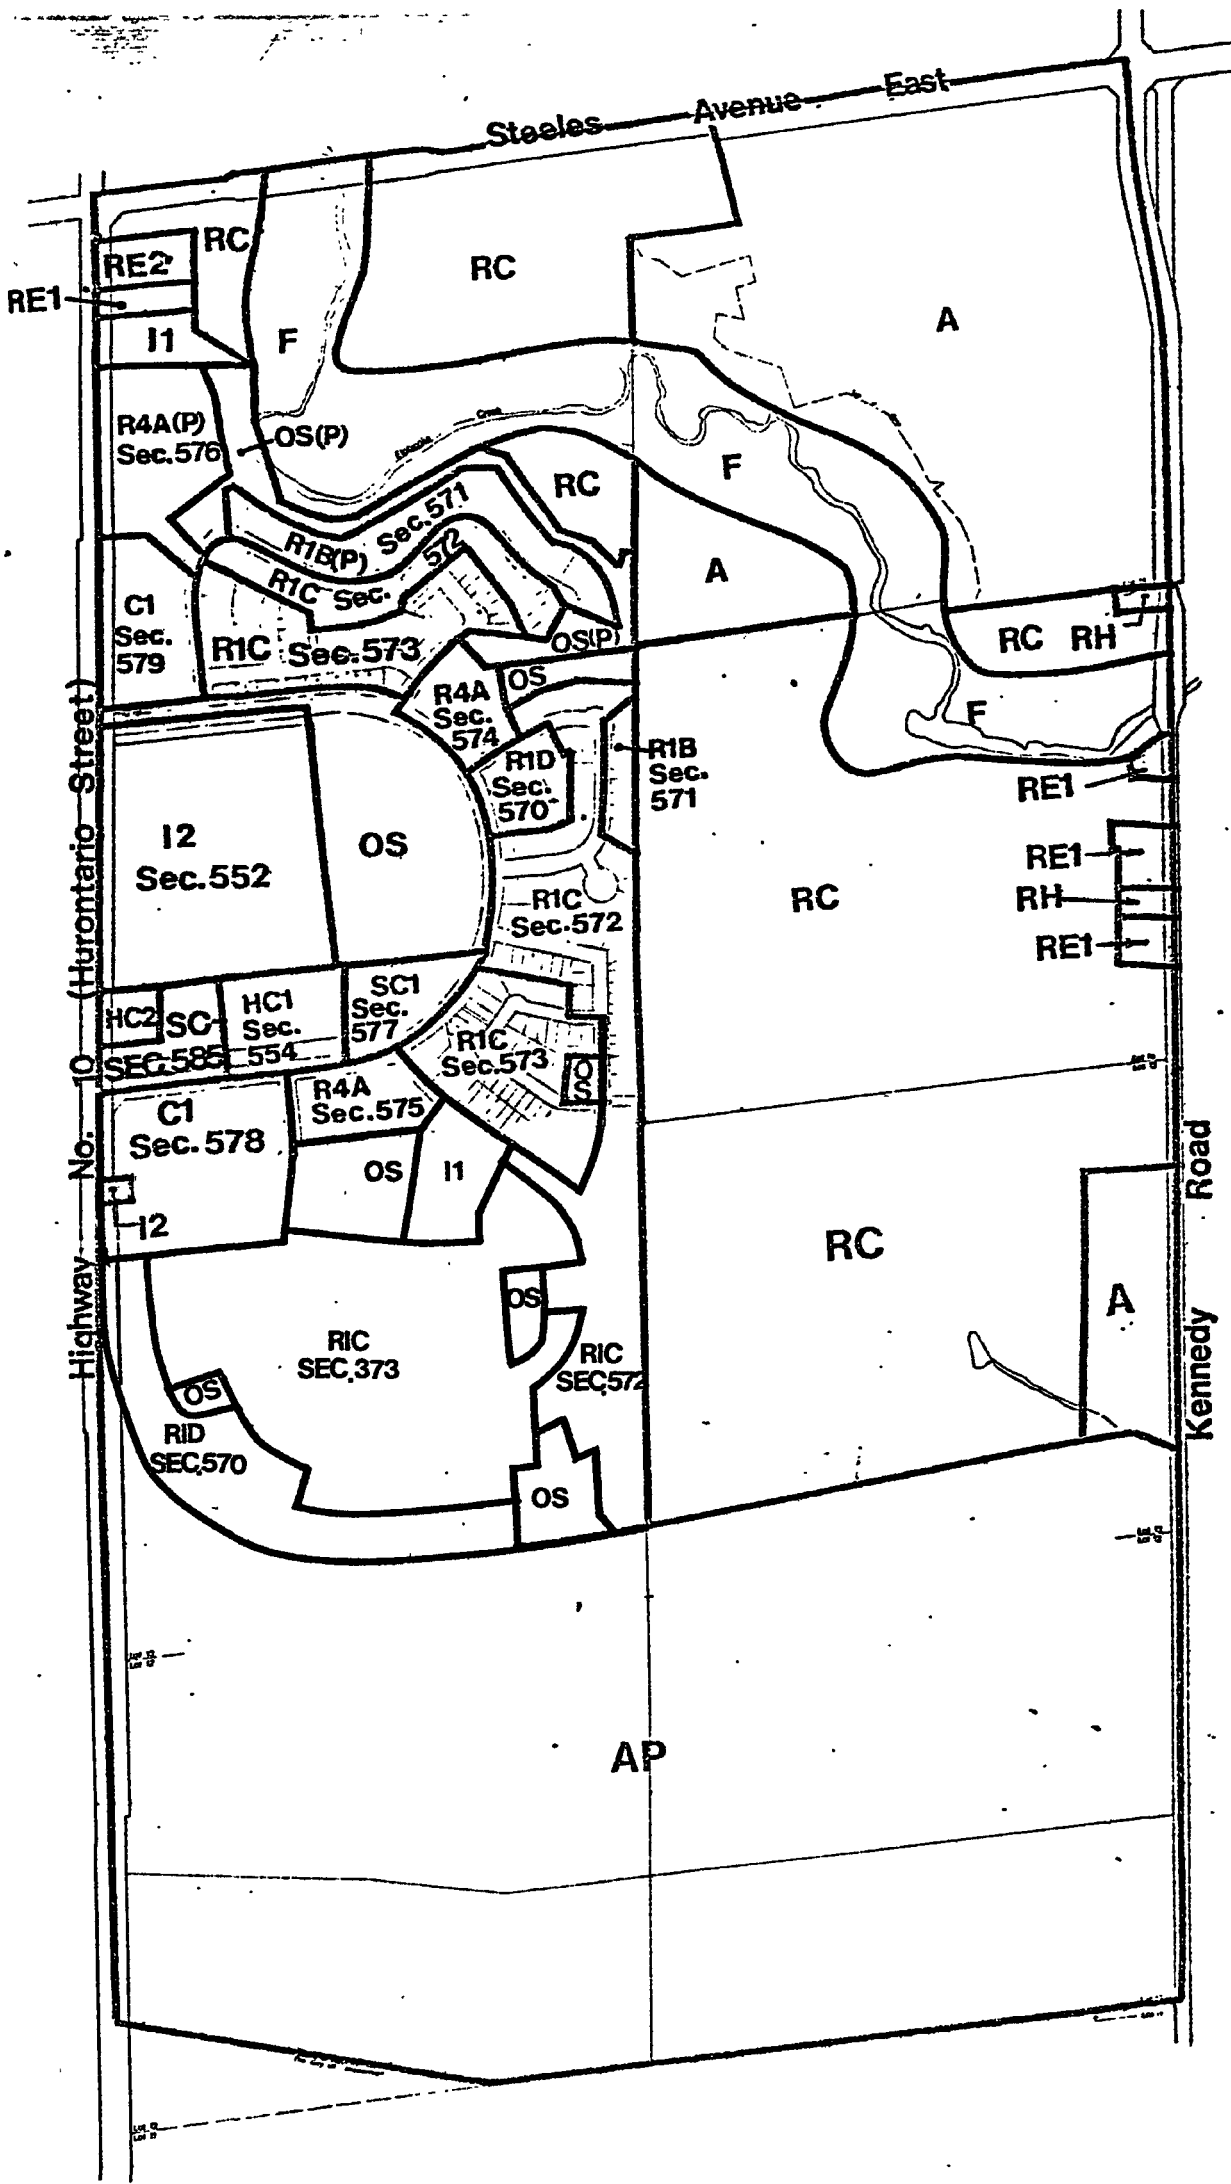 Steeles Avenue East
RC
RE2
RE1
I1
F
RC
A
R4A(P)
Sec.576
OS(P)
Etobicoke Creek
RC
F
R1B(P) Sec.571
R1C Sec. 572
A
C1
Sec.
579
R1C Sec.573
OS(P)
RC RH
R4A
Sec.
574
OS
F
R1D
Sec.
570
R1B
Sec.
571
RE1
I2
Sec.552
OS
RE1
RH
RE1
R1C
Sec.572
RC
HC2
SC
SEC.585
HC1
Sec.
554
SC1
Sec.
577
R1C
Sec.573
OS
R4A
Sec.575
C1
Sec.578
OS
I1
I2
RC
A
OS
RIC
SEC.373
RIC
SEC.572
OS
RID
SEC.570
OS
AP
Highway No. 10 (Hurontario Street)
Kennedy Road